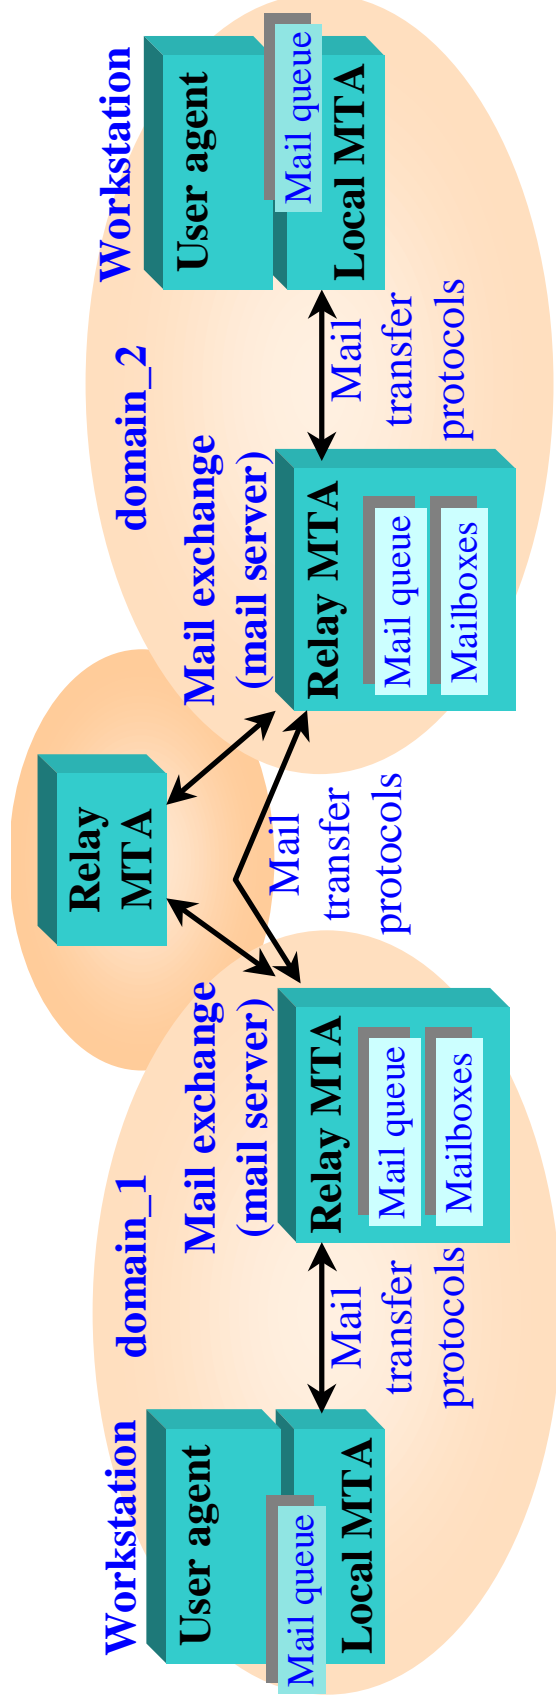 Workstation
User agent
Mail queue
Local MTA
Mail
transfer
protocols
domain_1
Mail exchange
(mail server)
Relay MTA
Mail queue
Mailboxes
Relay
MTA
Mail
transfer
protocols
domain_2
Mail exchange
(mail server)
Relay MTA
Mail queue
Mailboxes
Mail
transfer
protocols
Workstation
User agent
Mail queue
Local MTA